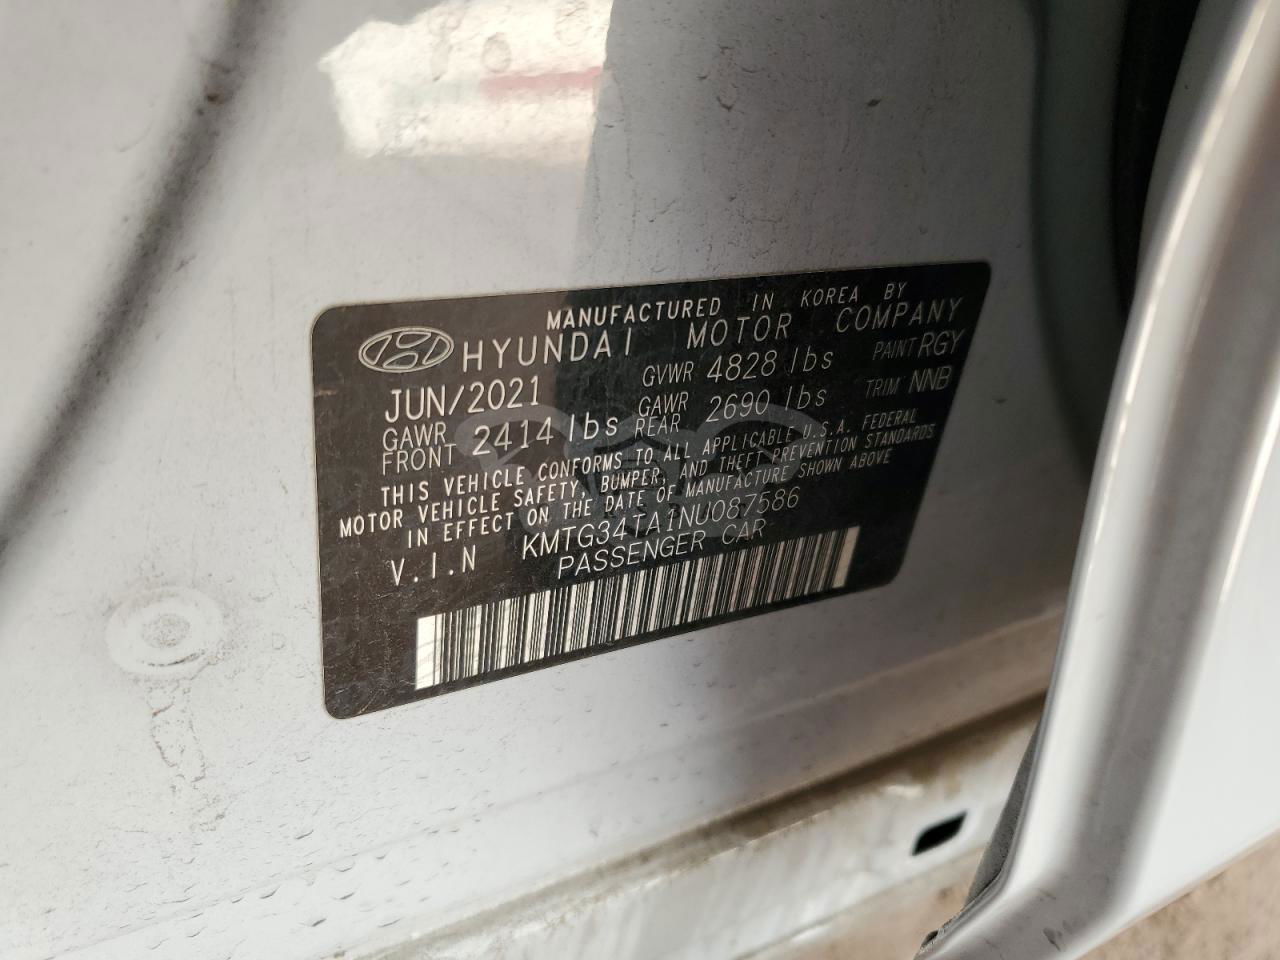 MANUFACTURED IN KOREA BY
HYUNDAI MOTOR COMPANY
JUN/2021 GVWR 4828 lbs PAINT RGY
GAWR FRONT 2414 lbs GAWR REAR 2690 lbs TRIM NNB
THIS VEHICLE CONFORMS TO ALL APPLICABLE U.S.A. FEDERAL
MOTOR VEHICLE SAFETY, BUMPER, AND THEFT PREVENTION STANDARDS
IN EFFECT ON THE DATE OF MANUFACTURE SHOWN ABOVE
V.I.N KMTG34TA1NU087586
PASSENGER CAR